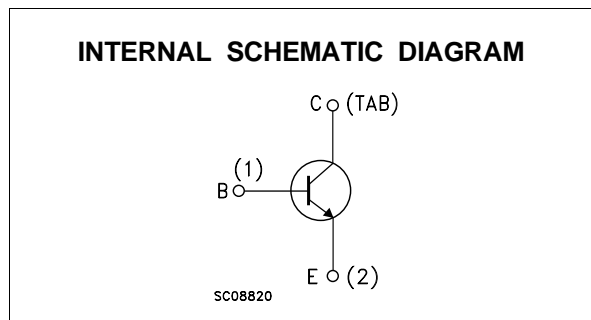 INTERNAL SCHEMATIC DIAGRAM
C (TAB)
(1)
B
E (2)
SC08820